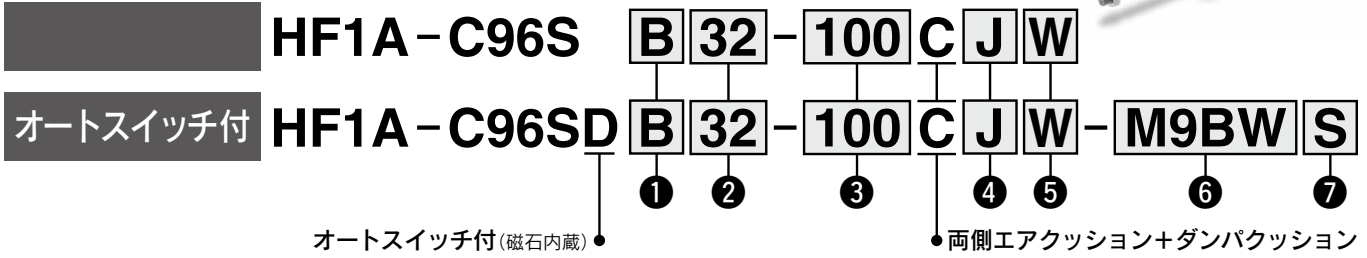 HF1A-C96S B 32-100 C J W
オートスイッチ付 HF1A-C96SD B 32-100 C J W-M9BW S
❶ ❷ ❸ ❹ ❺ ❻ ❼
オートスイッチ付(磁石内蔵) 両側エアクッション+ダンパクッション